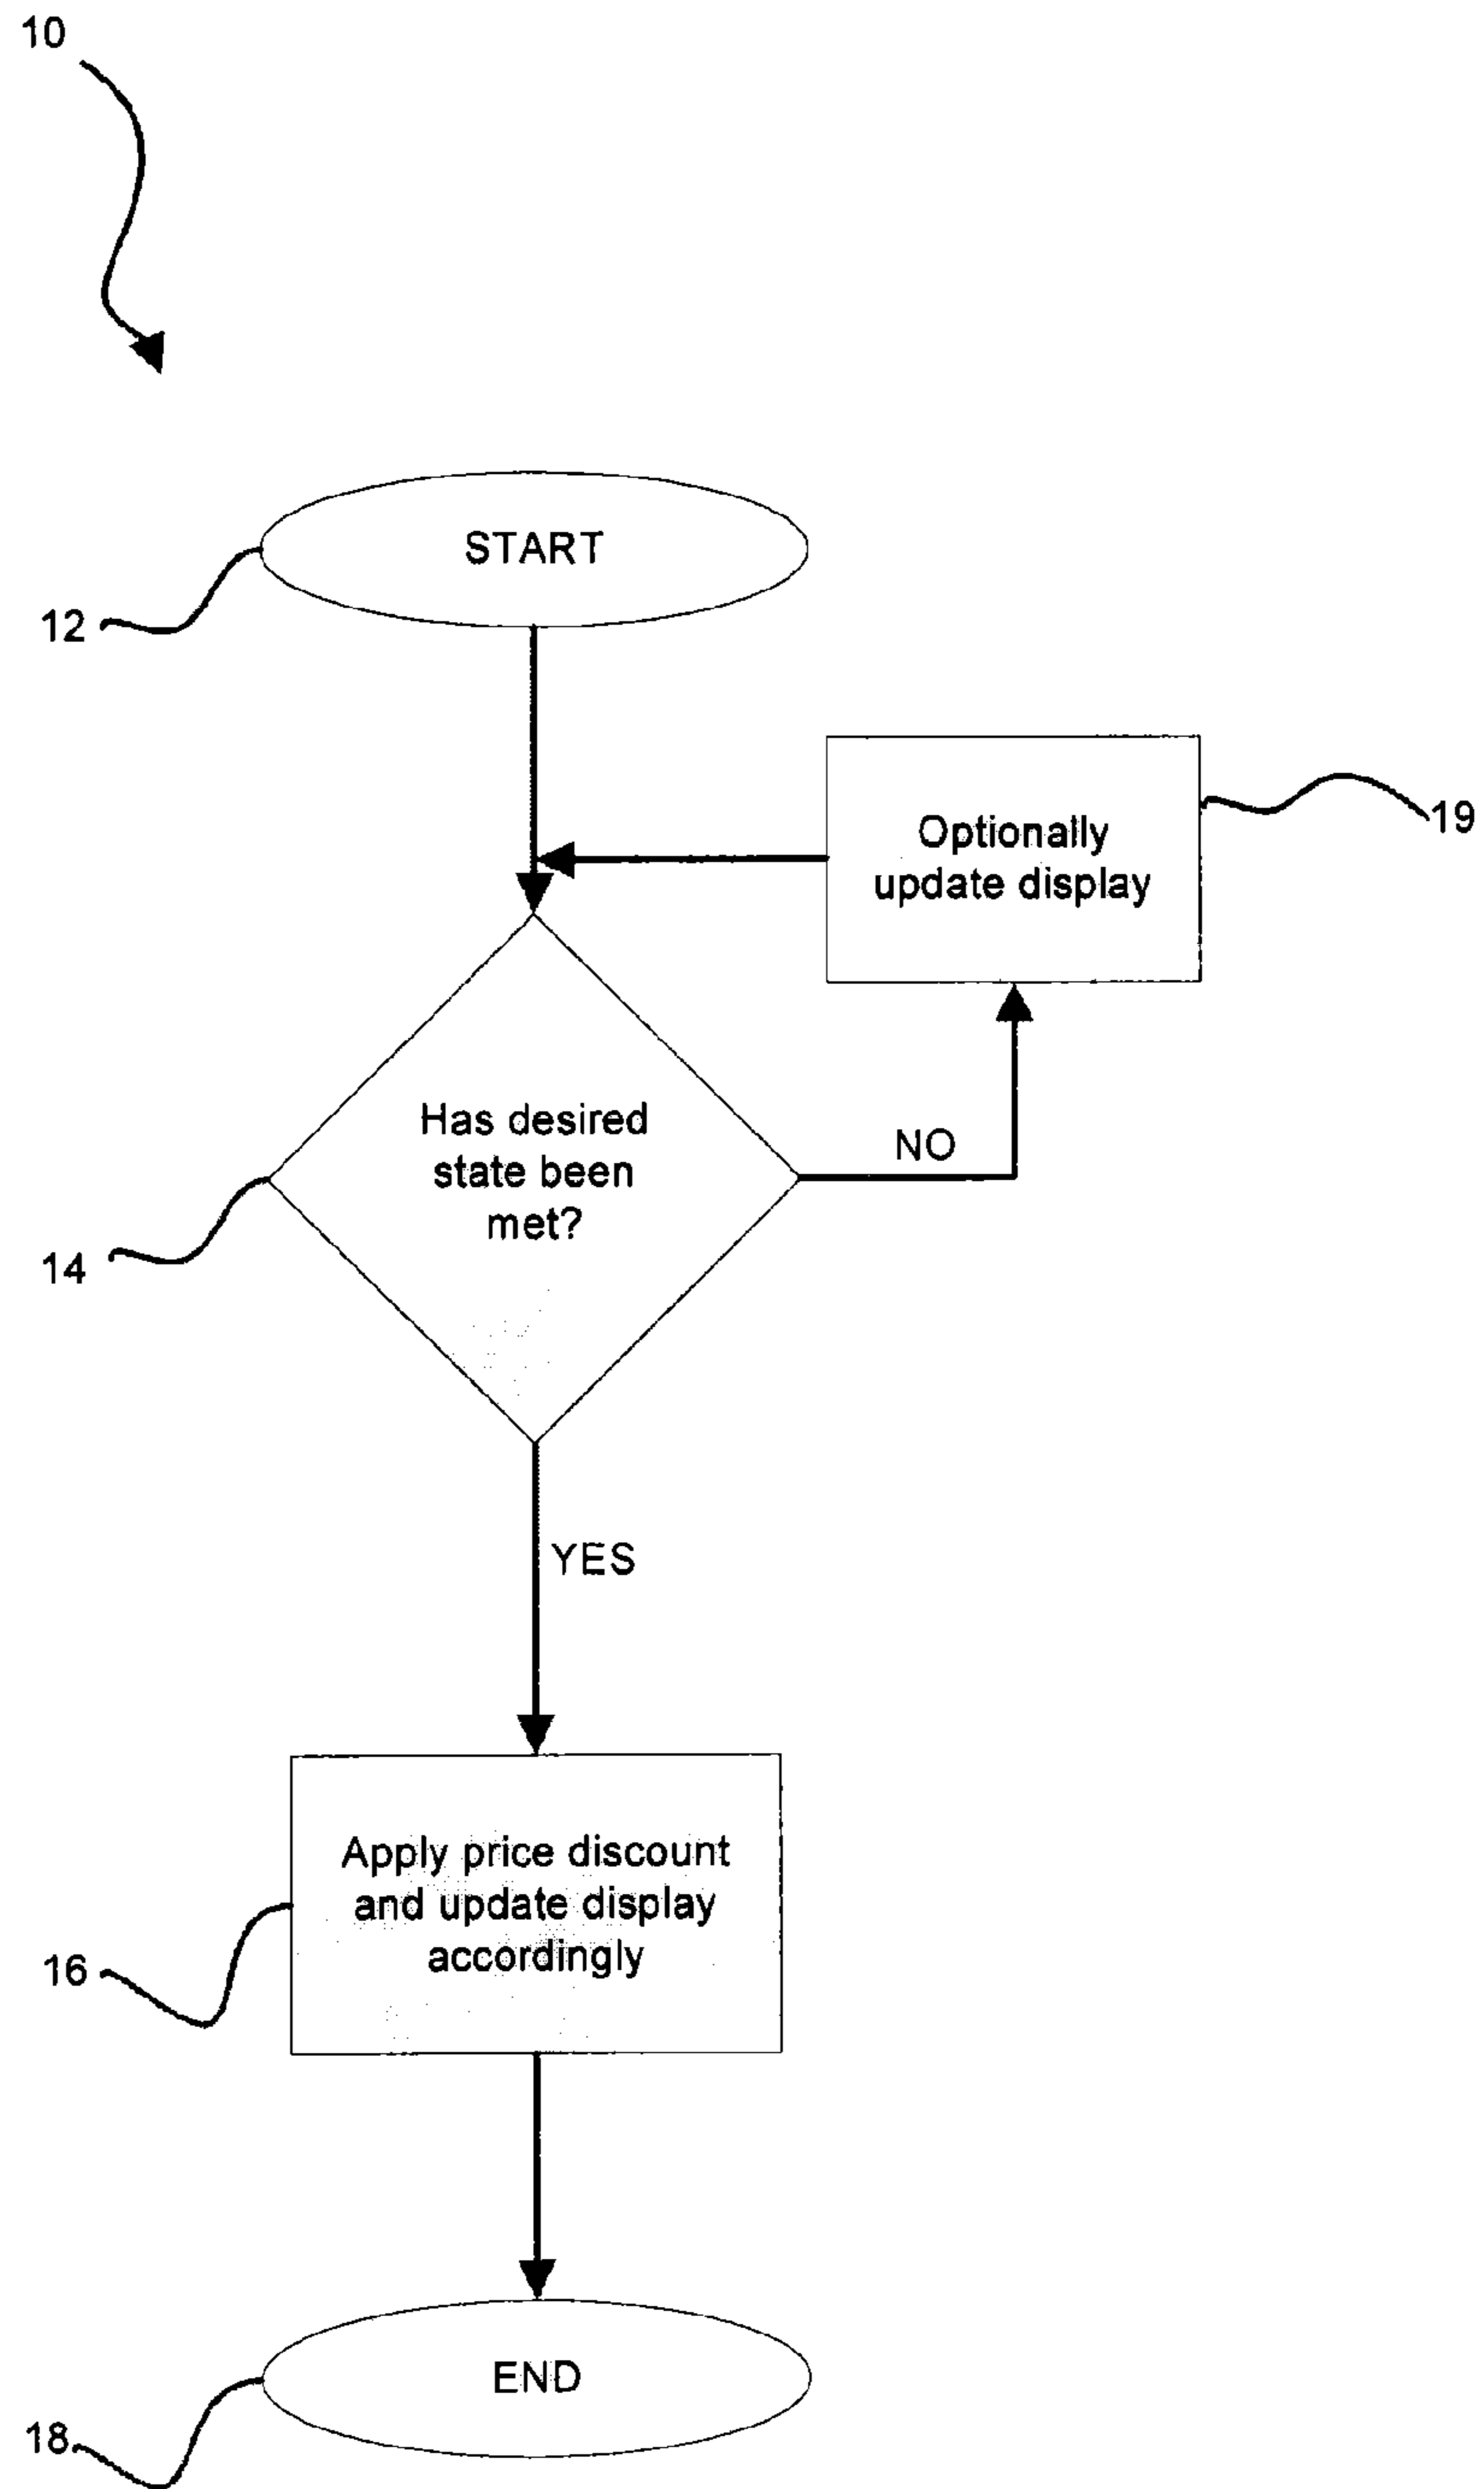 10
START
12
Optionally
update display
19
Has desired
state been
met?
NO
14
YES
Apply price discount
and update display
accordingly
16
END
18